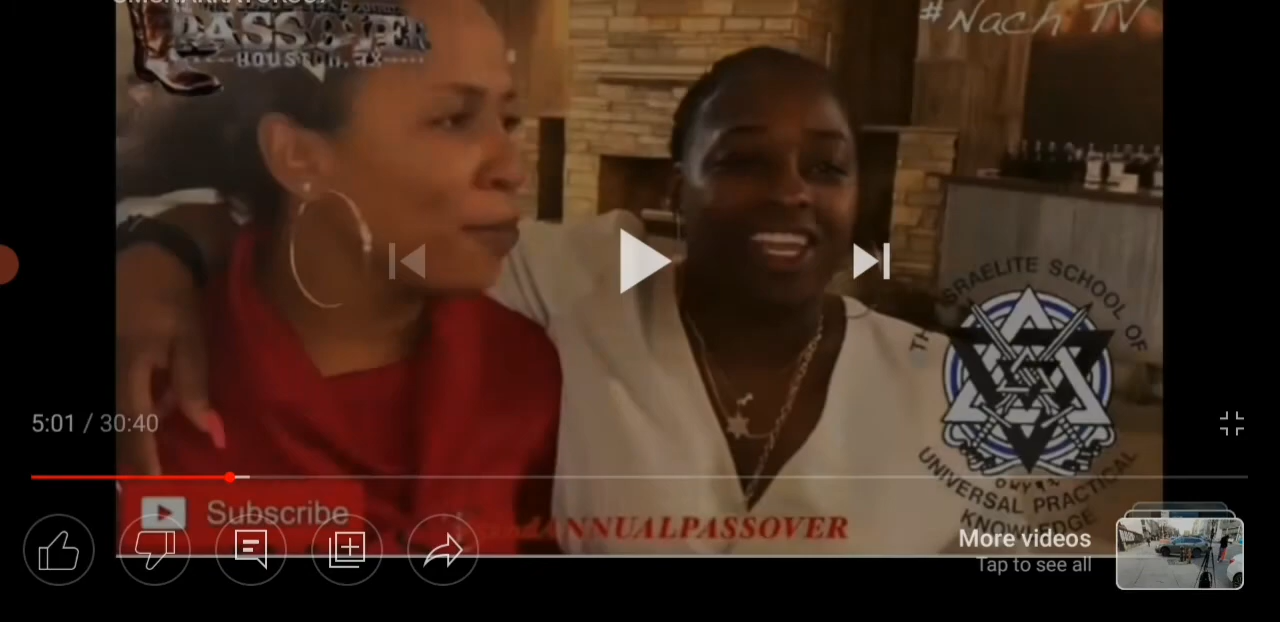 PASSOVER
HOUSTON, TX
#Nach TV
THE ISRAELITE SCHOOL OF
UNIVERSAL PRACTICAL
KNOWLEDGE
5:01 / 30:40
Subscribe
ANNUALPASSOVER
More videos
Tap to see all